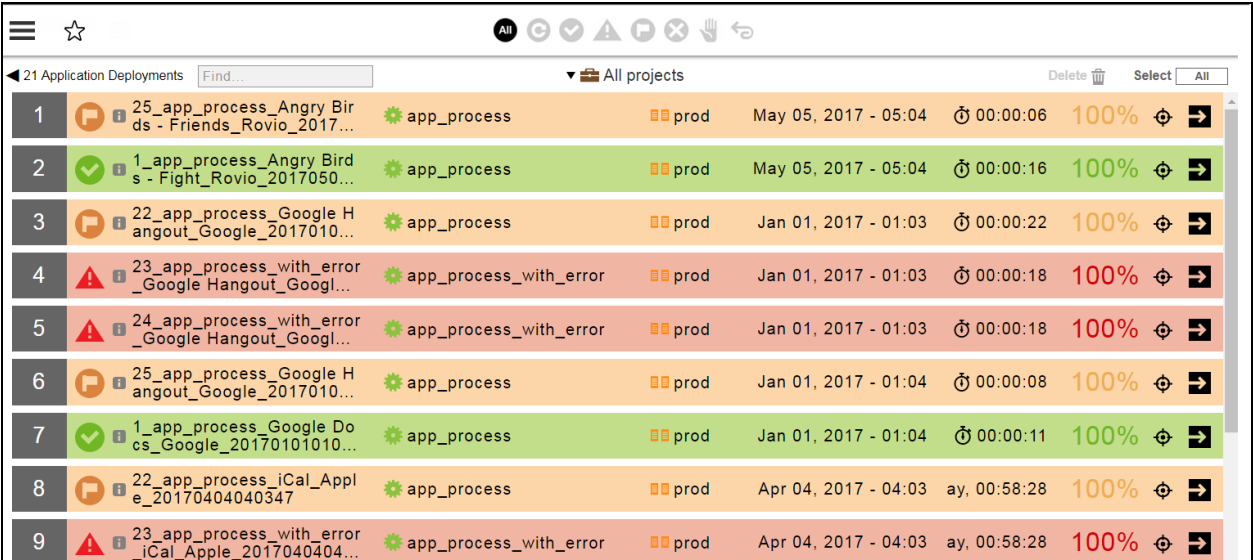 All
21 Application Deployments Find... All projects Delete Select All
1 25_app_process_Angry Bir
ds - Friends_Rovio_2017... app_process prod May 05, 2017 - 05:04 00:00:06 100%
2 1_app_process_Angry Bird
s - Fight_Rovio_2017050... app_process prod May 05, 2017 - 05:04 00:00:16 100%
3 22_app_process_Google H
angout_Google_2017010... app_process prod Jan 01, 2017 - 01:03 00:00:22 100%
4 23_app_process_with_error
_Google Hangout_Googl... app_process_with_error prod Jan 01, 2017 - 01:03 00:00:18 100%
5 24_app_process_with_error
_Google Hangout_Googl... app_process_with_error prod Jan 01, 2017 - 01:03 00:00:18 100%
6 25_app_process_Google H
angout_Google_2017010... app_process prod Jan 01, 2017 - 01:04 00:00:08 100%
7 1_app_process_Google Do
cs_Google_20170101010... app_process prod Jan 01, 2017 - 01:04 00:00:11 100%
8 22_app_process_iCal_Appl
e_20170404040347 app_process prod Apr 04, 2017 - 04:03 ay, 00:58:28 100%
9 23_app_process_with_error
_iCal_Apple_2017040404... app_process_with_error prod Apr 04, 2017 - 04:03 ay, 00:58:28 100%